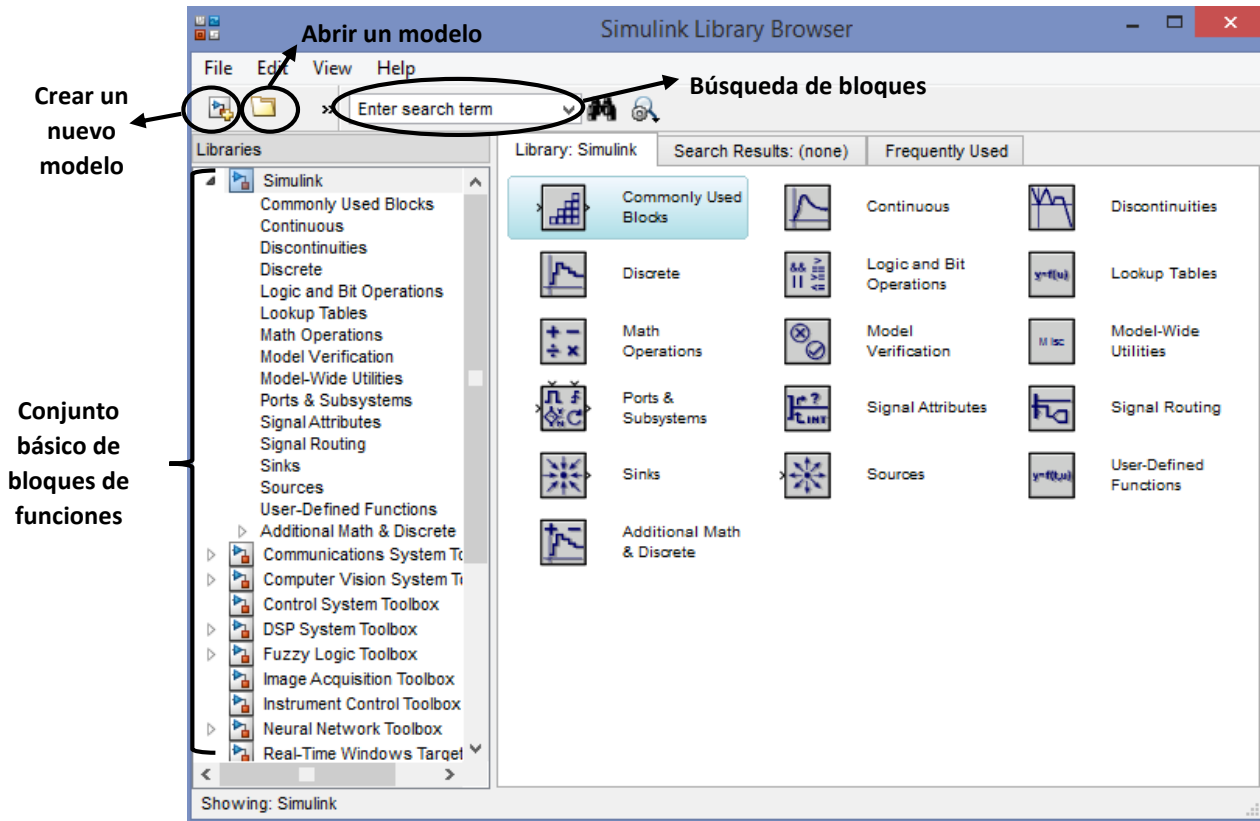 Simulink Library Browser
Abrir un modelo
File Edit View Help
Búsqueda de bloques
Crear un
nuevo
modelo
» Enter search term
Libraries
Library: Simulink Search Results: (none) Frequently Used
Simulink
Commonly Used Blocks
Continuous
Discontinuities
Discrete
Logic and Bit Operations
Lookup Tables
Math Operations
Model Verification
Model-Wide Utilities
Ports & Subsystems
Signal Attributes
Signal Routing
Sinks
Sources
User-Defined Functions
Additional Math & Discrete
Communications System To
Computer Vision System T
Control System Toolbox
DSP System Toolbox
Fuzzy Logic Toolbox
Image Acquisition Toolbox
Instrument Control Toolbox
Neural Network Toolbox
Real-Time Windows Target
Conjunto
básico de
bloques de
funciones
Commonly Used
Blocks
Continuous
Discontinuities
Discrete
&& > >= || >= <=
Logic and Bit
Operations
y=f(u)
Lookup Tables
+ − ÷ ×
Math
Operations
Model
Verification
Misc
Model-Wide
Utilities
Ports &
Subsystems
? INT
Signal Attributes
Signal Routing
Sinks
Sources
y=f(t,u)
User-Defined
Functions
Additional Math
& Discrete
Showing: Simulink